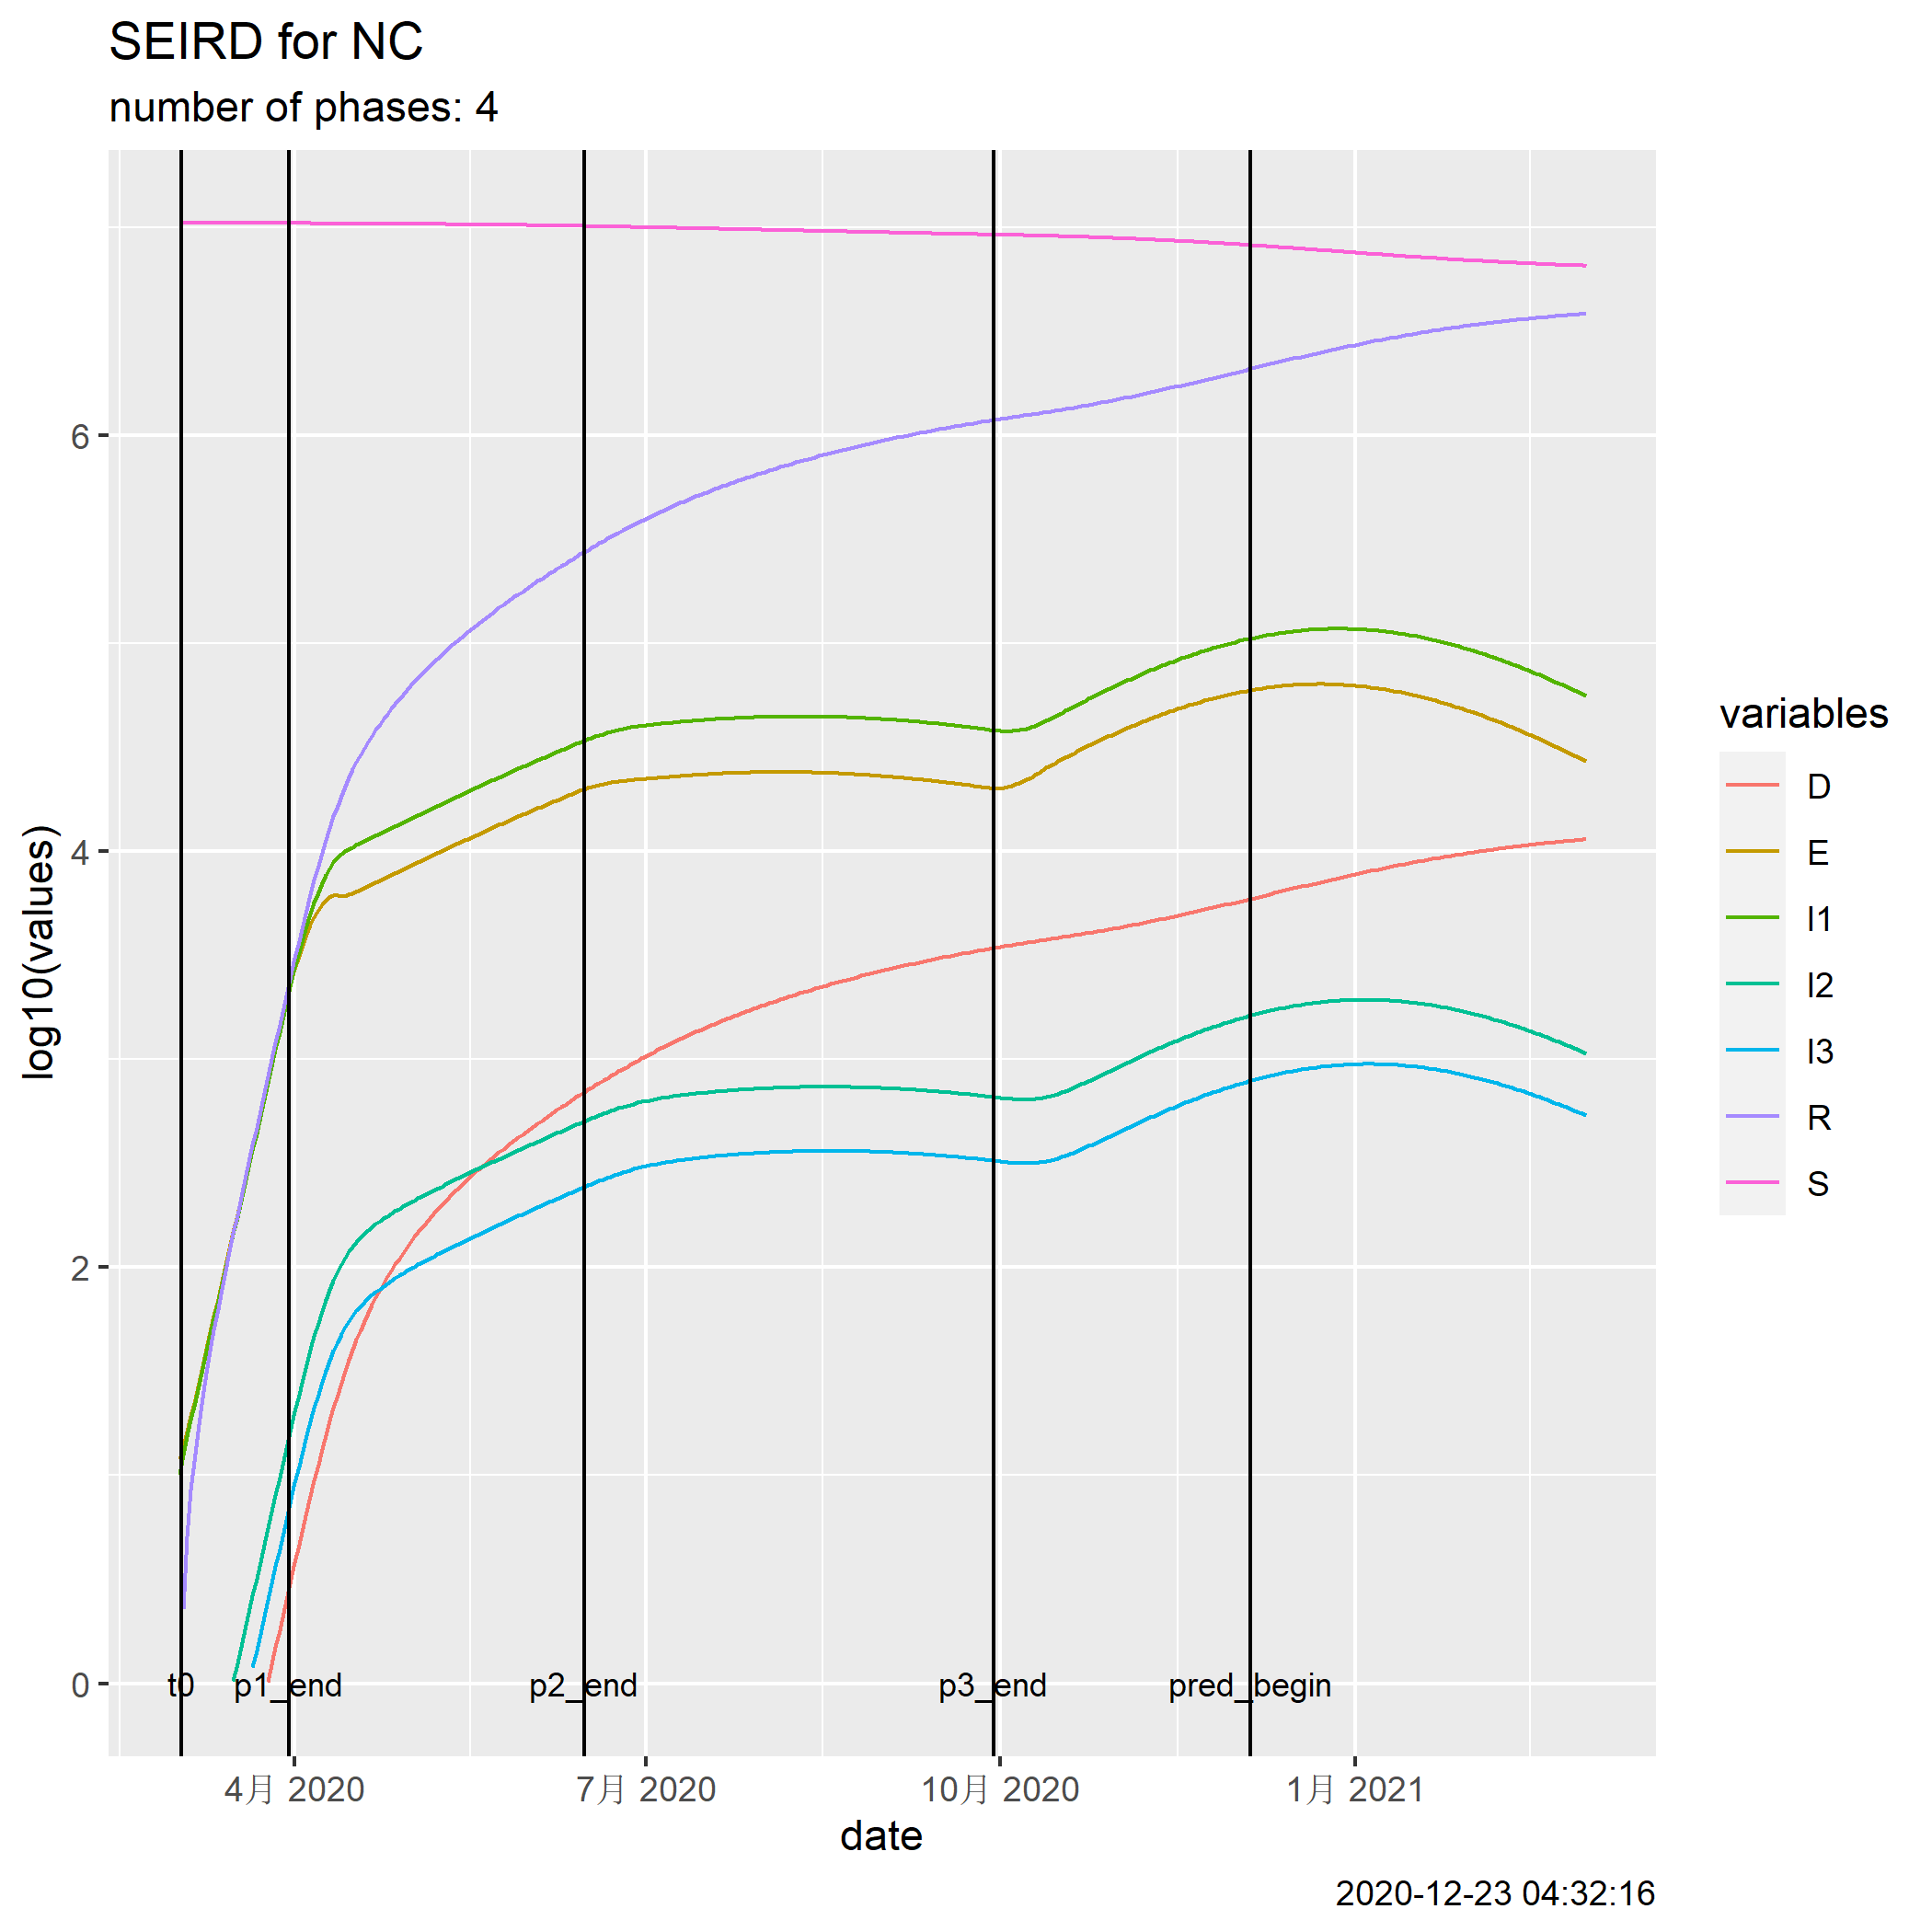 SEIRD for NC
number of phases: 4
log10(values)
6
4
2
0
t0
p1_end
p2_end
p3_end
pred_begin
4月 2020
7月 2020
10月 2020
1月 2021
date
variables
D
E
I1
I2
I3
R
S
2020-12-23 04:32:16